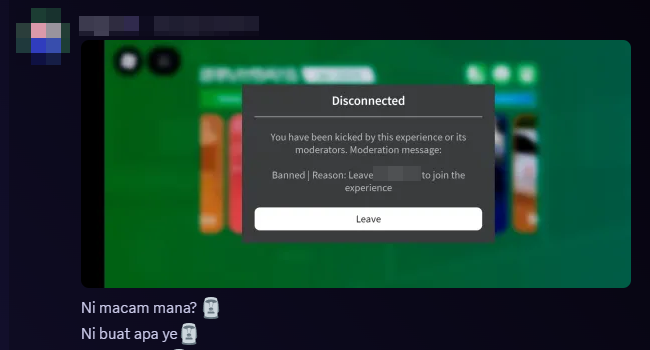 Disconnected
You have been kicked by this experience or its
moderators. Moderation message:
Banned | Reason: Leave to join the
experience
Leave
Ni macam mana? 🗿
Ni buat apa ye 🗿